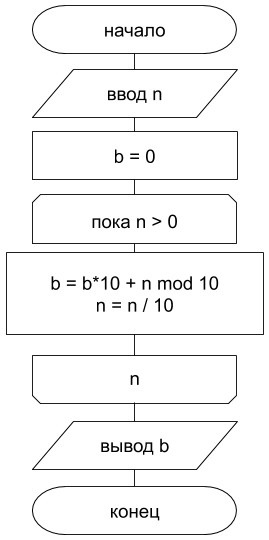 начало
ввод n
b = 0
пока n > 0
b = b*10 + n mod 10
n = n / 10
n
вывод b
конец